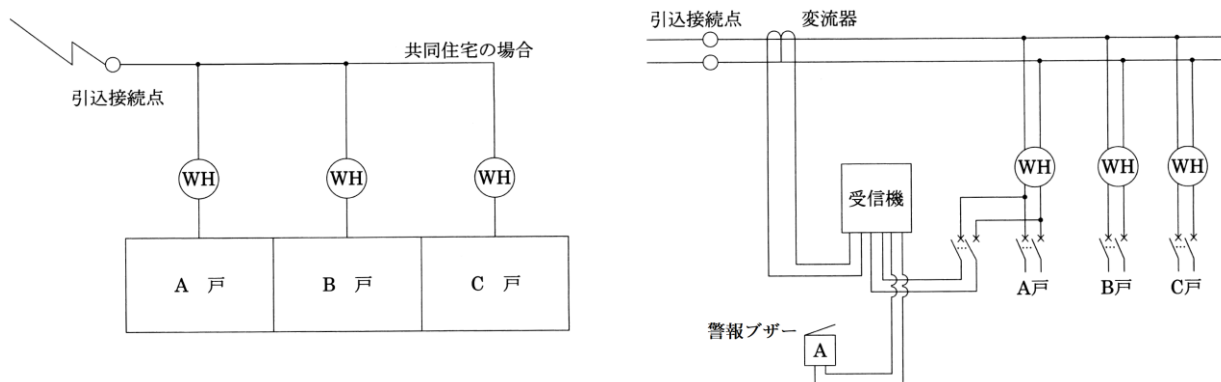 共同住宅の場合
引込接続点
WH
WH
WH
A 戸
B 戸
C 戸
引込接続点
変流器
WH
WH
WH
受信機
A戸
B戸
C戸
警報ブザー
A